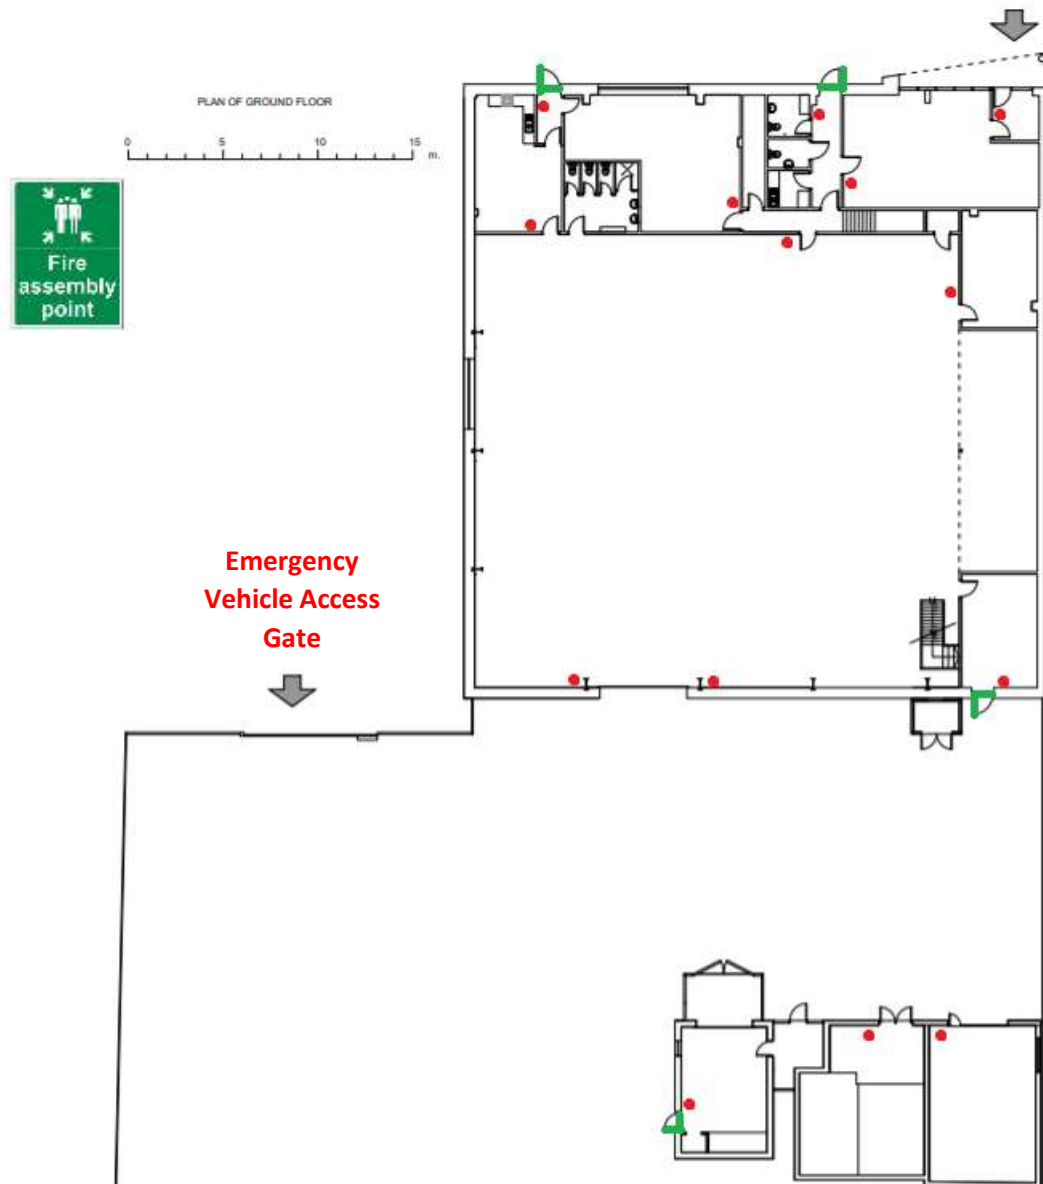 PLAN OF GROUND FLOOR
0 5 10 15 m.
Fire
assembly
point
Emergency
Vehicle Access
Gate